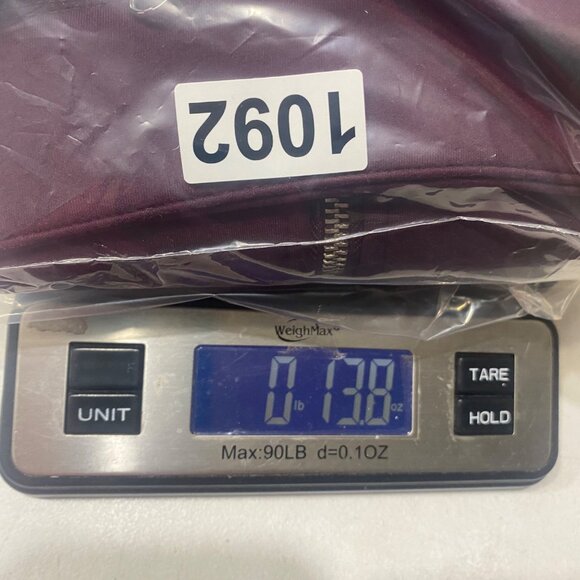 1092
WeighMax
UNIT
0 lb 13.8 oz
TARE
HOLD
Max:90LB d=0.1OZ